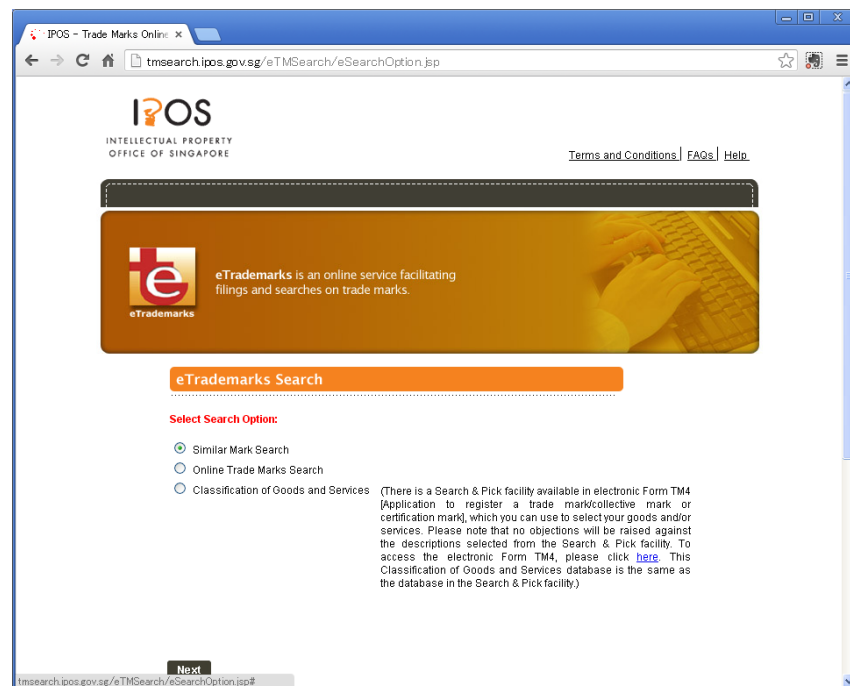 IPOS - Trade Marks Online
tmsearch.ipos.gov.sg/eTMSearch/eSearchOption.jsp
IPOS
INTELLECTUAL PROPERTY
OFFICE OF SINGAPORE
Terms and Conditions | FAQs | Help
te
eTrademarks
eTrademarks is an online service facilitating
filings and searches on trade marks.
eTrademarks Search
Select Search Option:
Similar Mark Search
Online Trade Marks Search
Classification of Goods and Services
(There is a Search & Pick facility available in electronic Form TM4
[Application to register a trade mark/collective mark or
certification mark], which you can use to select your goods and/or
services. Please note that no objections will be raised against
the descriptions selected from the Search & Pick facility. To
access the electronic Form TM4, please click here. This
Classification of Goods and Services database is the same as
the database in the Search & Pick facility.)
Next
tmsearch.ipos.gov.sg/eTMSearch/eSearchOption.jsp#